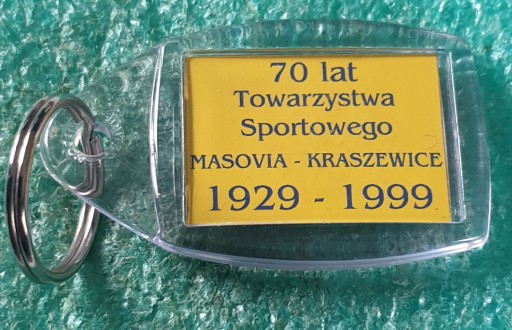 70 lat
Towarzystwa
Sportowego
MASOVIA - KRASZEWICE
1929 - 1999